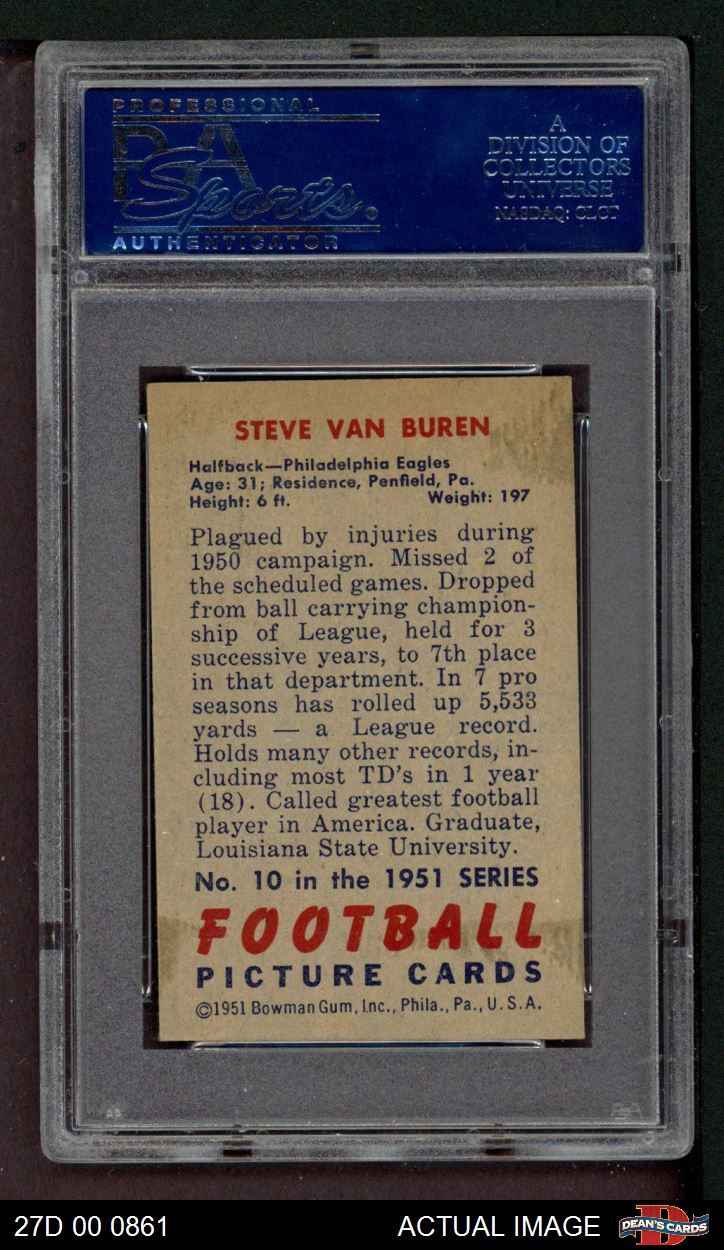 PROFESSIONAL
PSA
Sports
AUTHENTICATOR
A
DIVISION OF
COLLECTORS
UNIVERSE
NASDAQ: CLCT
STEVE VAN BUREN
Halfback—Philadelphia Eagles
Age: 31; Residence, Penfield, Pa.
Height: 6 ft. Weight: 197
Plagued by injuries during
1950 campaign. Missed 2 of
the scheduled games. Dropped
from ball carrying champion-
ship of League, held for 3
successive years, to 7th place
in that department. In 7 pro
seasons has rolled up 5,533
yards — a League record.
Holds many other records, in-
cluding most TD's in 1 year
(18). Called greatest football
player in America. Graduate,
Louisiana State University.
No. 10 in the 1951 SERIES
FOOTBALL
PICTURE CARDS
©1951 Bowman Gum, Inc., Phila., Pa., U.S.A.
PSA
27D 00 0861 ACTUAL IMAGE DEAN'S CARDS